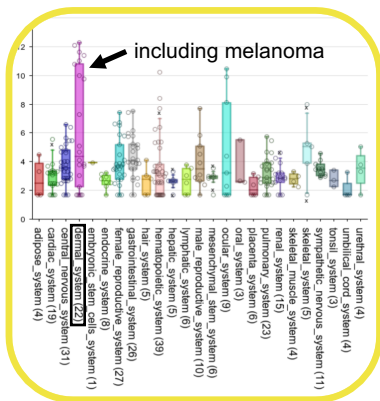 including melanoma
12
10
8
6
4
2
0
adipose_system (4)
cardiac_system (19)
central_nervous_system (31)
dermal_system (22)
embryonic_stem_cells_system (1)
endocrine_system (8)
female_reproductive_system (27)
gastrointestinal_system (26)
hair_system (5)
hematopoietic_system (39)
hepatic_system (5)
lymphatic_system (6)
male_reproductive_system (10)
mesenchymal_stem_system (6)
ocular_system (9)
oral_system (3)
placental_system (6)
pulmonary_system (23)
renal_system (15)
skeletal_muscle_system (4)
skeletal_system (5)
sympathetic_nervous_system (11)
tonsil_system (3)
umbilical_cord_system (4)
urethral_system (4)